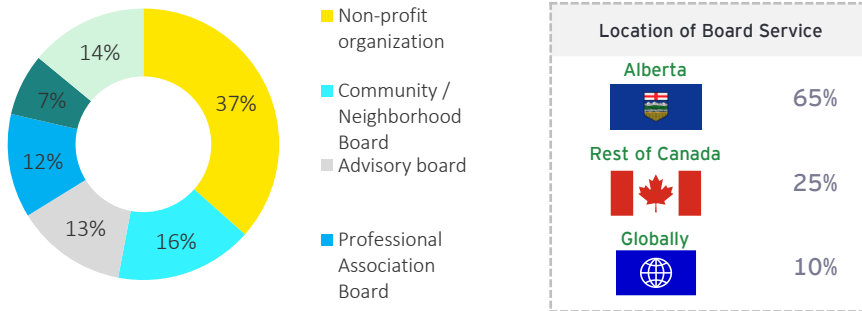 14%
37%
7%
12%
13%
16%
Non-profit
organization
Community /
Neighborhood
Board
Advisory board
Professional
Association
Board
Location of Board Service
Alberta
65%
Rest of Canada
25%
Globally
10%